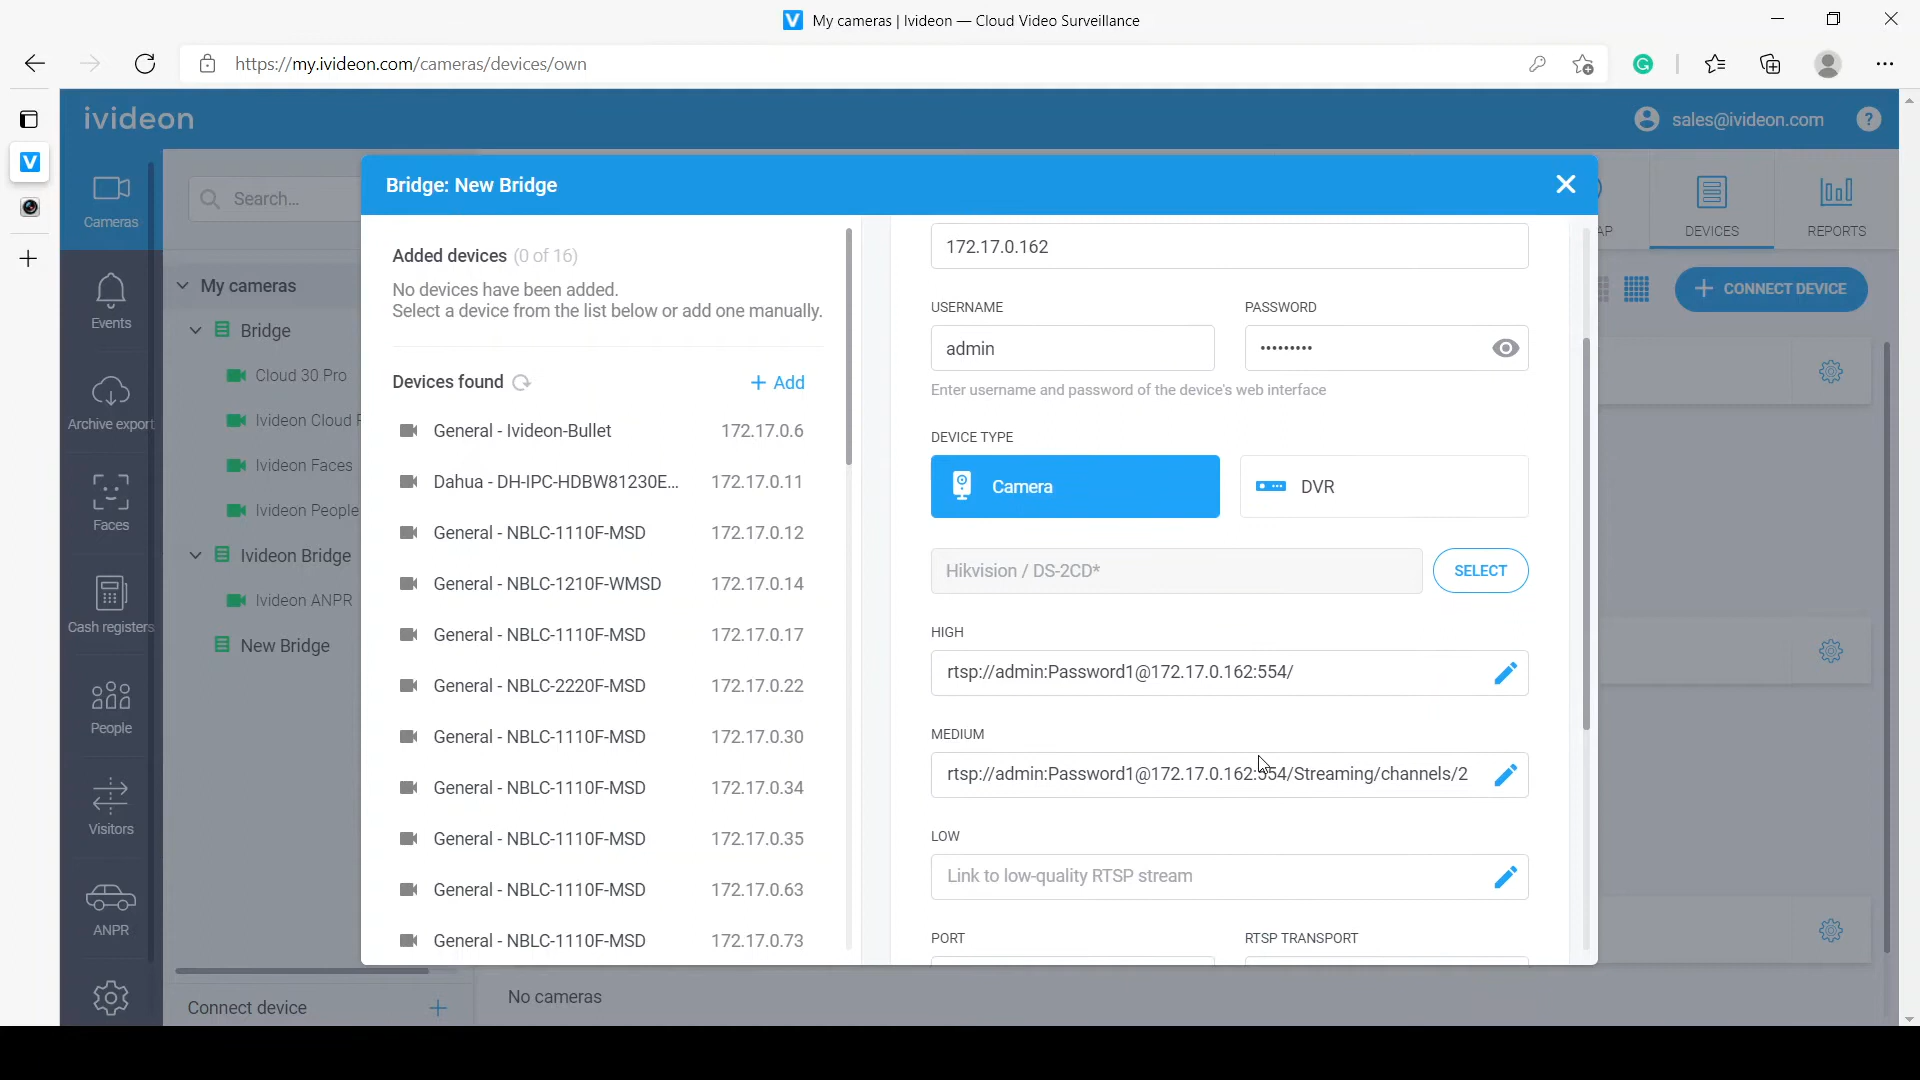 My cameras | Ivideon — Cloud Video Surveillance
https://my.ivideon.com/cameras/devices/own
ivideon
sales@ivideon.com
?
Cameras
Events
Archive export
Faces
Cash registers
People
Visitors
ANPR
Search...
My cameras
Bridge
Cloud 30 Pro
Ivideon Cloud
Ivideon Faces
Ivideon People
Ivideon Bridge
Ivideon ANPR
New Bridge
Connect device
No cameras
DEVICES
REPORTS
CONNECT DEVICE
Bridge: New Bridge
Added devices (0 of 16)
No devices have been added.
Select a device from the list below or add one manually.
Devices found
+ Add
General - Ivideon-Bullet 172.17.0.6
Dahua - DH-IPC-HDBW81230E... 172.17.0.11
General - NBLC-1110F-MSD 172.17.0.12
General - NBLC-1210F-WMSD 172.17.0.14
General - NBLC-1110F-MSD 172.17.0.17
General - NBLC-2220F-MSD 172.17.0.22
General - NBLC-1110F-MSD 172.17.0.30
General - NBLC-1110F-MSD 172.17.0.34
General - NBLC-1110F-MSD 172.17.0.35
General - NBLC-1110F-MSD 172.17.0.63
General - NBLC-1110F-MSD 172.17.0.73
172.17.0.162
USERNAME PASSWORD
admin •••••••••
Enter username and password of the device's web interface
DEVICE TYPE
Camera DVR
Hikvision / DS-2CD* SELECT
HIGH
rtsp://admin:Password1@172.17.0.162:554/
MEDIUM
rtsp://admin:Password1@172.17.0.162:554/Streaming/channels/2
LOW
Link to low-quality RTSP stream
PORT RTSP TRANSPORT